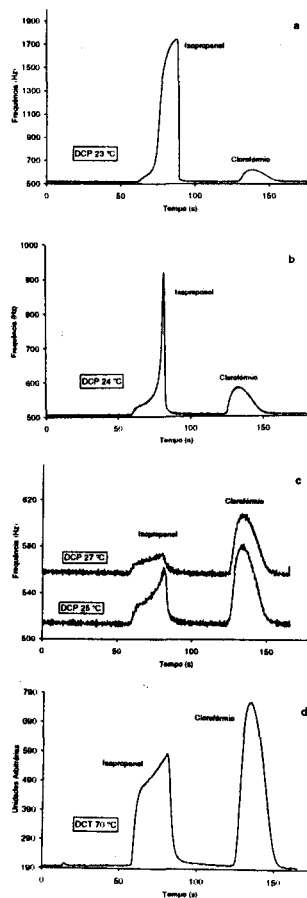 a
1900
1700
1500
1300
1100
900
700
500
Frequência (Hz)
Isopropanol
DCP 23 °C
Clorofórmio
0 50 100 150
Tempo (s)
b
1000
900
800
700
600
500
Frequência (Hz)
Isopropanol
DCP 24 °C
Clorofórmio
0 50 100 150
Tempo (s)
c
620
580
540
500
Frequência (Hz)
Clorofórmio
Isopropanol
DCP 27 °C
DCP 25 °C
0 50 100 150
Tempo (s)
d
790
690
590
490
390
290
190
Unidades Arbitrárias
Clorofórmio
Isopropanol
DCT 70 °C
0 50 100 150
Tempo (s)